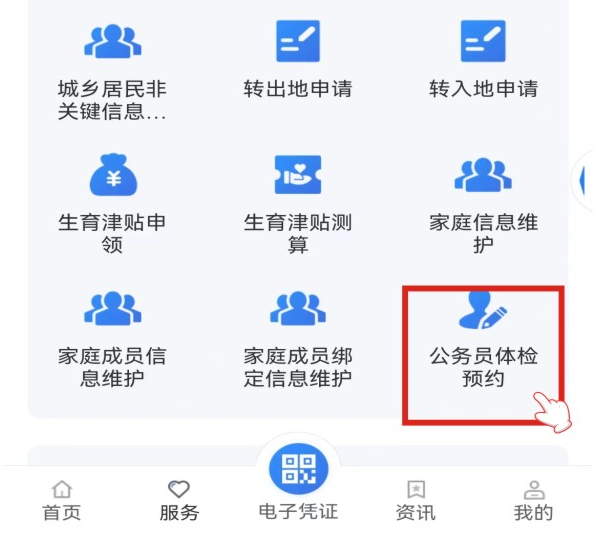 城乡居民非 转出地申请 转入地申请
关键信息...
生育津贴申 生育津贴测 家庭信息维
领 算 护
家庭成员信 家庭成员绑 公务员体检
息维护 定信息维护 预约
首页 服务 电子凭证 资讯 我的